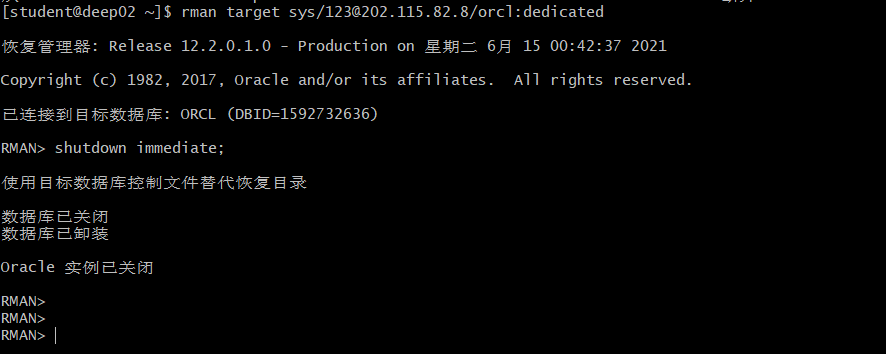 [student@deep02 ~]$ rman target sys/123@202.115.82.8/orcl:dedicated
恢复管理器: Release 12.2.0.1.0 - Production on 星期二 6月 15 00:42:37 2021
Copyright (c) 1982, 2017, Oracle and/or its affiliates.  All rights reserved.
已连接到目标数据库: ORCL (DBID=1592732636)
RMAN> shutdown immediate;
使用目标数据库控制文件替代恢复目录
数据库已关闭
数据库已卸装
Oracle 实例已关闭
RMAN>
RMAN>
RMAN>